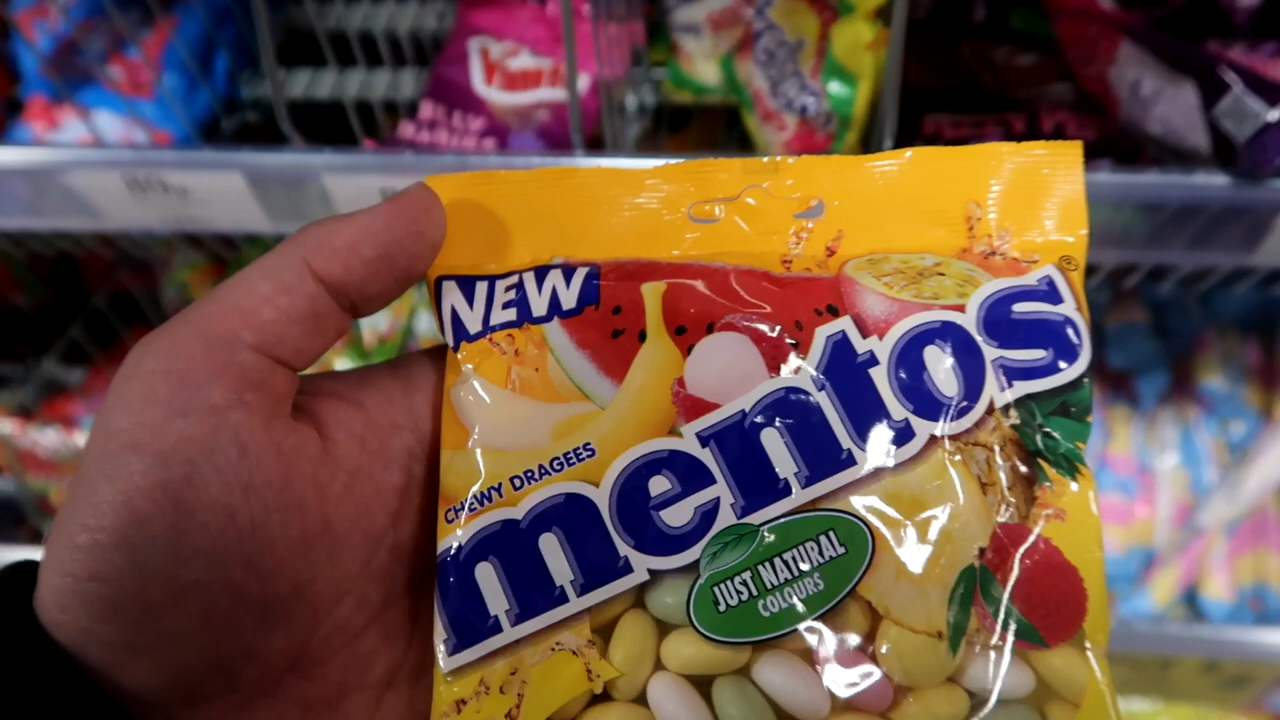 NEW
CHEWY DRAGEES
mentos®
JUST NATURAL
COLOURS